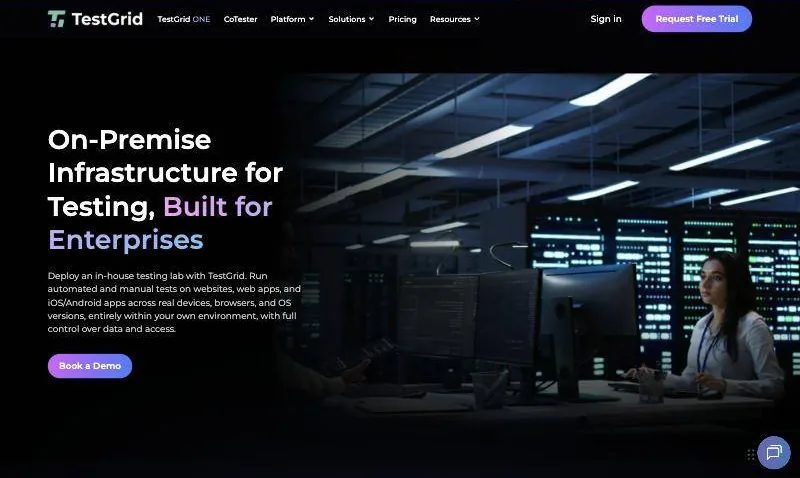 TestGrid
TestGrid ONE
CoTester
Platform
Solutions
Pricing
Resources
Sign in
Request Free Trial
On-Premise
Infrastructure for
Testing, Built for
Enterprises
Deploy an in-house testing lab with TestGrid. Run
automated and manual tests on websites, web apps, and
iOS/Android apps across real devices, browsers, and OS
versions, entirely within your own environment, with full
control over data and access.
Book a Demo